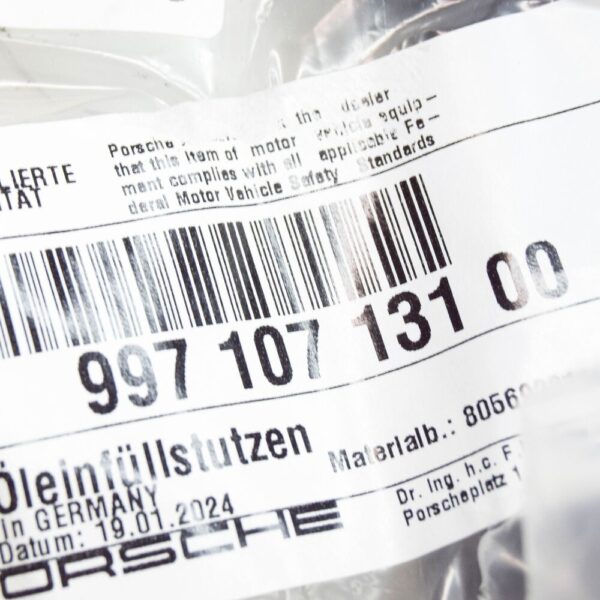 LIERTE
ITÄT
Porsche the dealer
that this item of motor vehicle equip-
ment complies with all applicable Fe-
deral Motor Vehicle Safety Standards
997 107 131 00
Öleinfüllstutzen
Materialb.:
in GERMANY
Datum: 19.01.2024
Dr. Ing. h.c. F.
Porscheplatz 1
PORSCHE